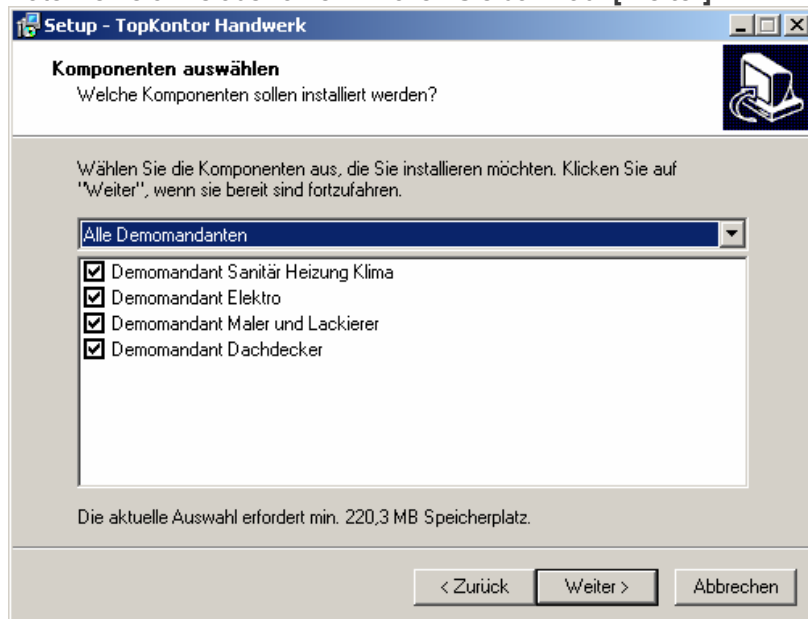 Setup - TopKontor Handwerk
Komponenten auswählen
Welche Komponenten sollen installiert werden?
Wählen Sie die Komponenten aus, die Sie installieren möchten. Klicken Sie auf
"Weiter", wenn sie bereit sind fortzufahren.
Alle Demomandanten
Demomandant Sanitär Heizung Klima
Demomandant Elektro
Demomandant Maler und Lackierer
Demomandant Dachdecker
Die aktuelle Auswahl erfordert min. 220,3 MB Speicherplatz.
< Zurück Weiter > Abbrechen